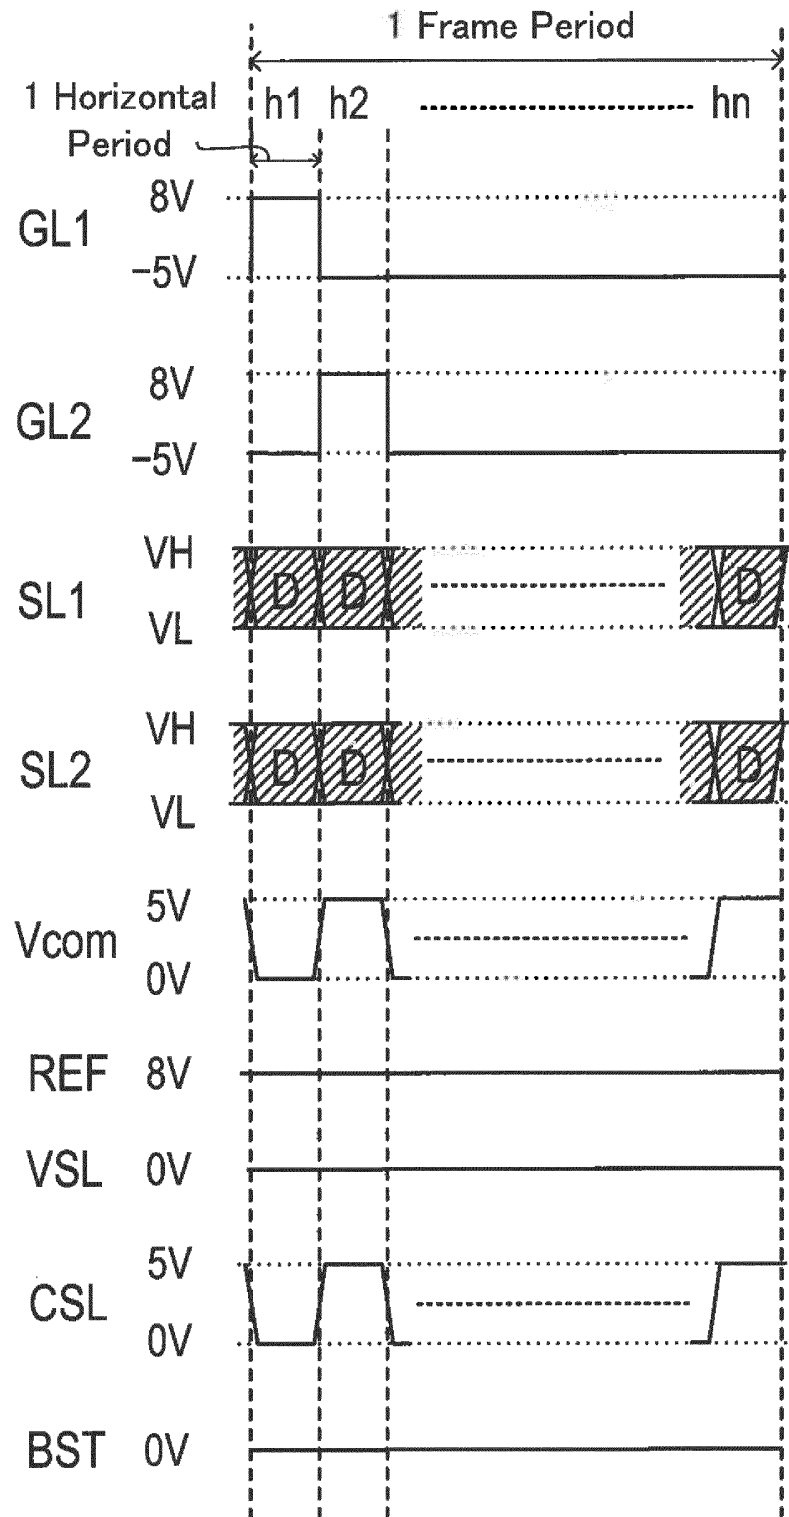 1 Frame Period
1 Horizontal
Period
h1 h2 hn
8V
GL1
−5V
8V
GL2
−5V
VH
SL1 D D D
VL
VH
SL2 D D D
VL
5V
Vcom
0V
REF 8V
VSL 0V
5V
CSL
0V
BST 0V